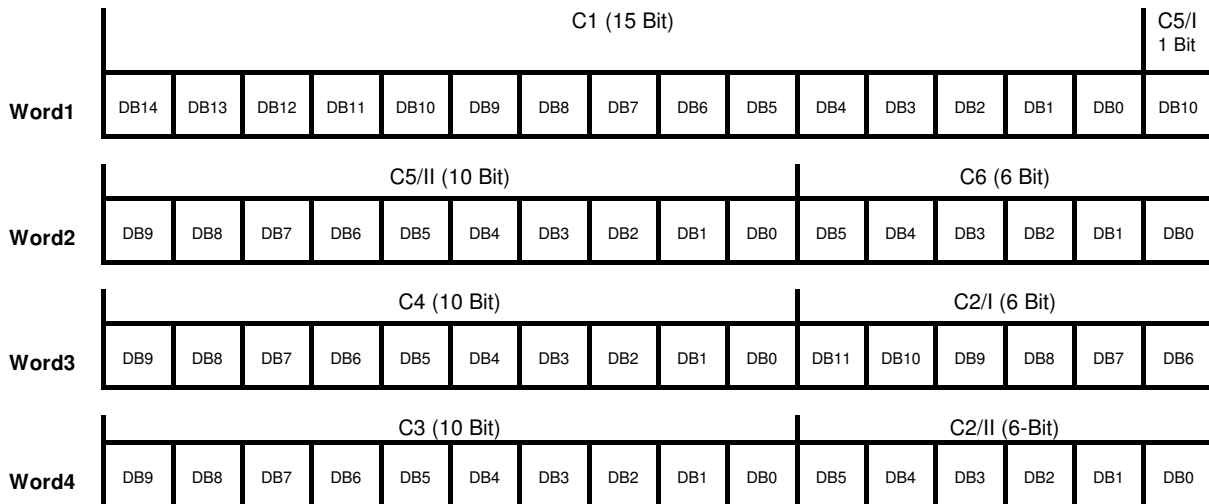 C1 (15 Bit) C5/I
1 Bit
Word1 DB14 DB13 DB12 DB11 DB10 DB9 DB8 DB7 DB6 DB5 DB4 DB3 DB2 DB1 DB0 DB10
C5/II (10 Bit) C6 (6 Bit)
Word2 DB9 DB8 DB7 DB6 DB5 DB4 DB3 DB2 DB1 DB0 DB5 DB4 DB3 DB2 DB1 DB0
C4 (10 Bit) C2/I (6 Bit)
Word3 DB9 DB8 DB7 DB6 DB5 DB4 DB3 DB2 DB1 DB0 DB11 DB10 DB9 DB8 DB7 DB6
C3 (10 Bit) C2/II (6-Bit)
Word4 DB9 DB8 DB7 DB6 DB5 DB4 DB3 DB2 DB1 DB0 DB5 DB4 DB3 DB2 DB1 DB0